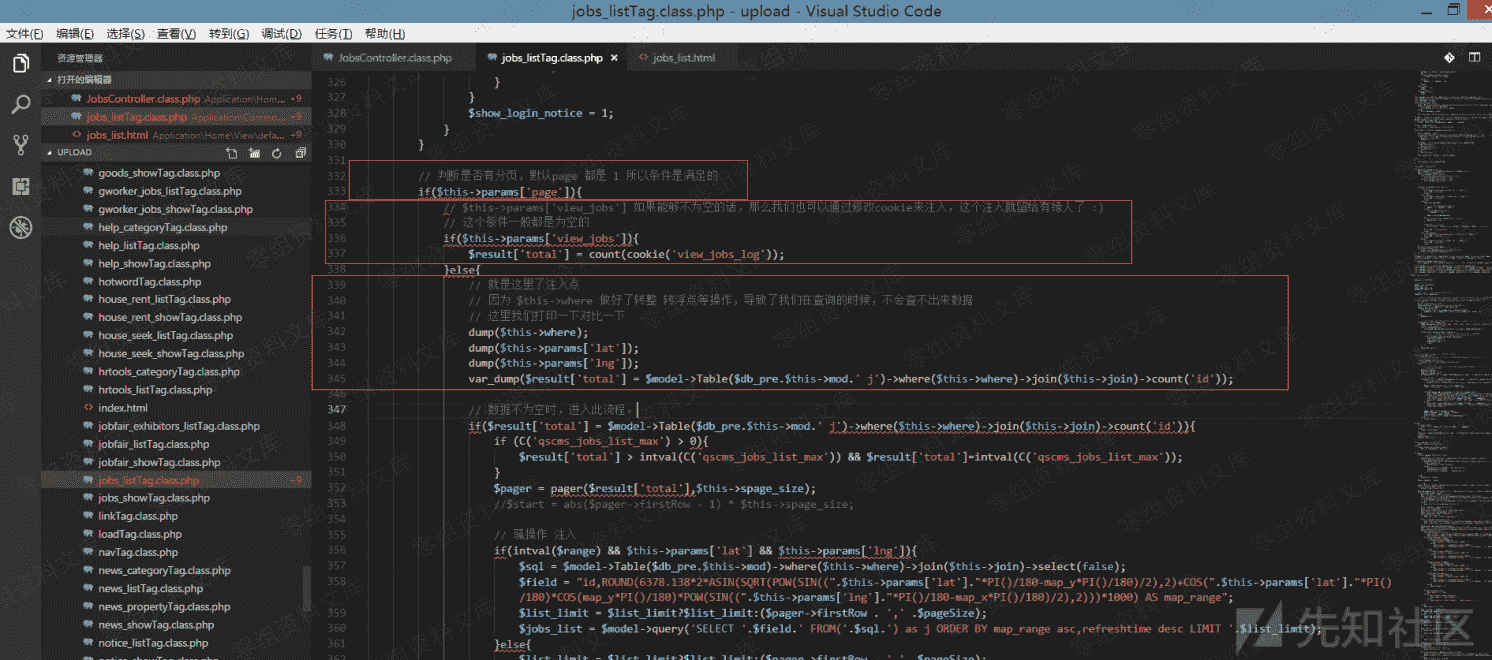 jobs_listTag.class.php - upload - Visual Studio Code
文件(F) 编辑(E) 选择(S) 查看(V) 转到(G) 调试(D) 任务(T) 帮助(H)
资源管理器
打开的编辑器
JobsController.class.php Application\Hom... +9
jobs_listTag.class.php Application\Commo... +9
jobs_list.html Application\Home\View\defa... +9
UPLOAD
goods_showTag.class.php
gworker_jobs_listTag.class.php
gworker_jobs_showTag.class.php
help_categoryTag.class.php
help_listTag.class.php
help_showTag.class.php
hotwordTag.class.php
house_rent_listTag.class.php
house_rent_showTag.class.php
house_seek_listTag.class.php
house_seek_showTag.class.php
hrtools_categoryTag.class.php
hrtools_listTag.class.php
index.html
jobfair_exhibitors_listTag.class.php
jobfair_listTag.class.php
jobfair_showTag.class.php
jobs_listTag.class.php +9
jobs_showTag.class.php
linkTag.class.php
loadTag.class.php
navTag.class.php
news_categoryTag.class.php
news_listTag.class.php
news_propertyTag.class.php
news_showTag.class.php
notice_listTag.class.php
JobsController.class.php jobs_listTag.class.php × jobs_list.html
326 }
327 }
328 $show_login_notice = 1;
329 }
330 }
331
332 // 判断是否有分页，默认page 都是 1 所以条件是满足的
333 if($this->params['page']){
334 // $this->params['view_jobs'] 如果能够不为空的话，那么我们也可以通过修改cookie来注入，这个注入就留给有缘人了 :)
335 // 这个条件一般都是为空的
336 if($this->params['view_jobs']){
337 $result['total'] = count(cookie('view_jobs_log'));
338 }else{
339 // 就是这里了注入点
340 // 因为 $this->where 做好了转整 转浮点等操作，导致了我们在查询的时候，不会查不出来数据
341 // 这里我们打印一下对比一下
342 dump($this->where);
343 dump($this->params['lat']);
344 dump($this->params['lng']);
345 var_dump($result['total'] = $model->Table($db_pre.$this->mod.' j')->where($this->where)->join($this->join)->count('id'));
346
347 // 数据不为空时，进入此流程。
348 if($result['total'] = $model->Table($db_pre.$this->mod.' j')->where($this->where)->join($this->join)->count('id')){
349 if (C('qscms_jobs_list_max') > 0){
350 $result['total'] > intval(C('qscms_jobs_list_max')) && $result['total']=intval(C('qscms_jobs_list_max'));
351 }
352 $pager = pager($result['total'],$this->spage_size);
353 //$start = abs($pager->firstRow - 1) * $this->spage_size;
354
355 // 骚操作 注入
356 if(intval($range) && $this->params['lat'] && $this->params['lng']){
357 $sql = $model->Table($db_pre.$this->mod)->where($this->where)->join($this->join)->select(false);
358 $field = "id,ROUND(6378.138*2*ASIN(SQRT(POW(SIN((".$this->params['lat']."*PI()/180-map_y*PI()/180)/2),2)+COS(".$this->params['lat']."*PI()
/180)*COS(map_y*PI()/180)*POW(SIN((".$this->params['lng']."*PI()/180-map_x*PI()/180)/2),2)))*1000) AS map_range";
359 $list_limit = $list_limit?$list_limit:($pager->firstRow . ',' .$pageSize);
360 $jobs_list = $model->query('SELECT '.$field.' FROM('.$sql.') as j ORDER BY map_range asc,refreshtime desc LIMIT '.$list_limit);
361 }else{
先知社区
零组资料文库